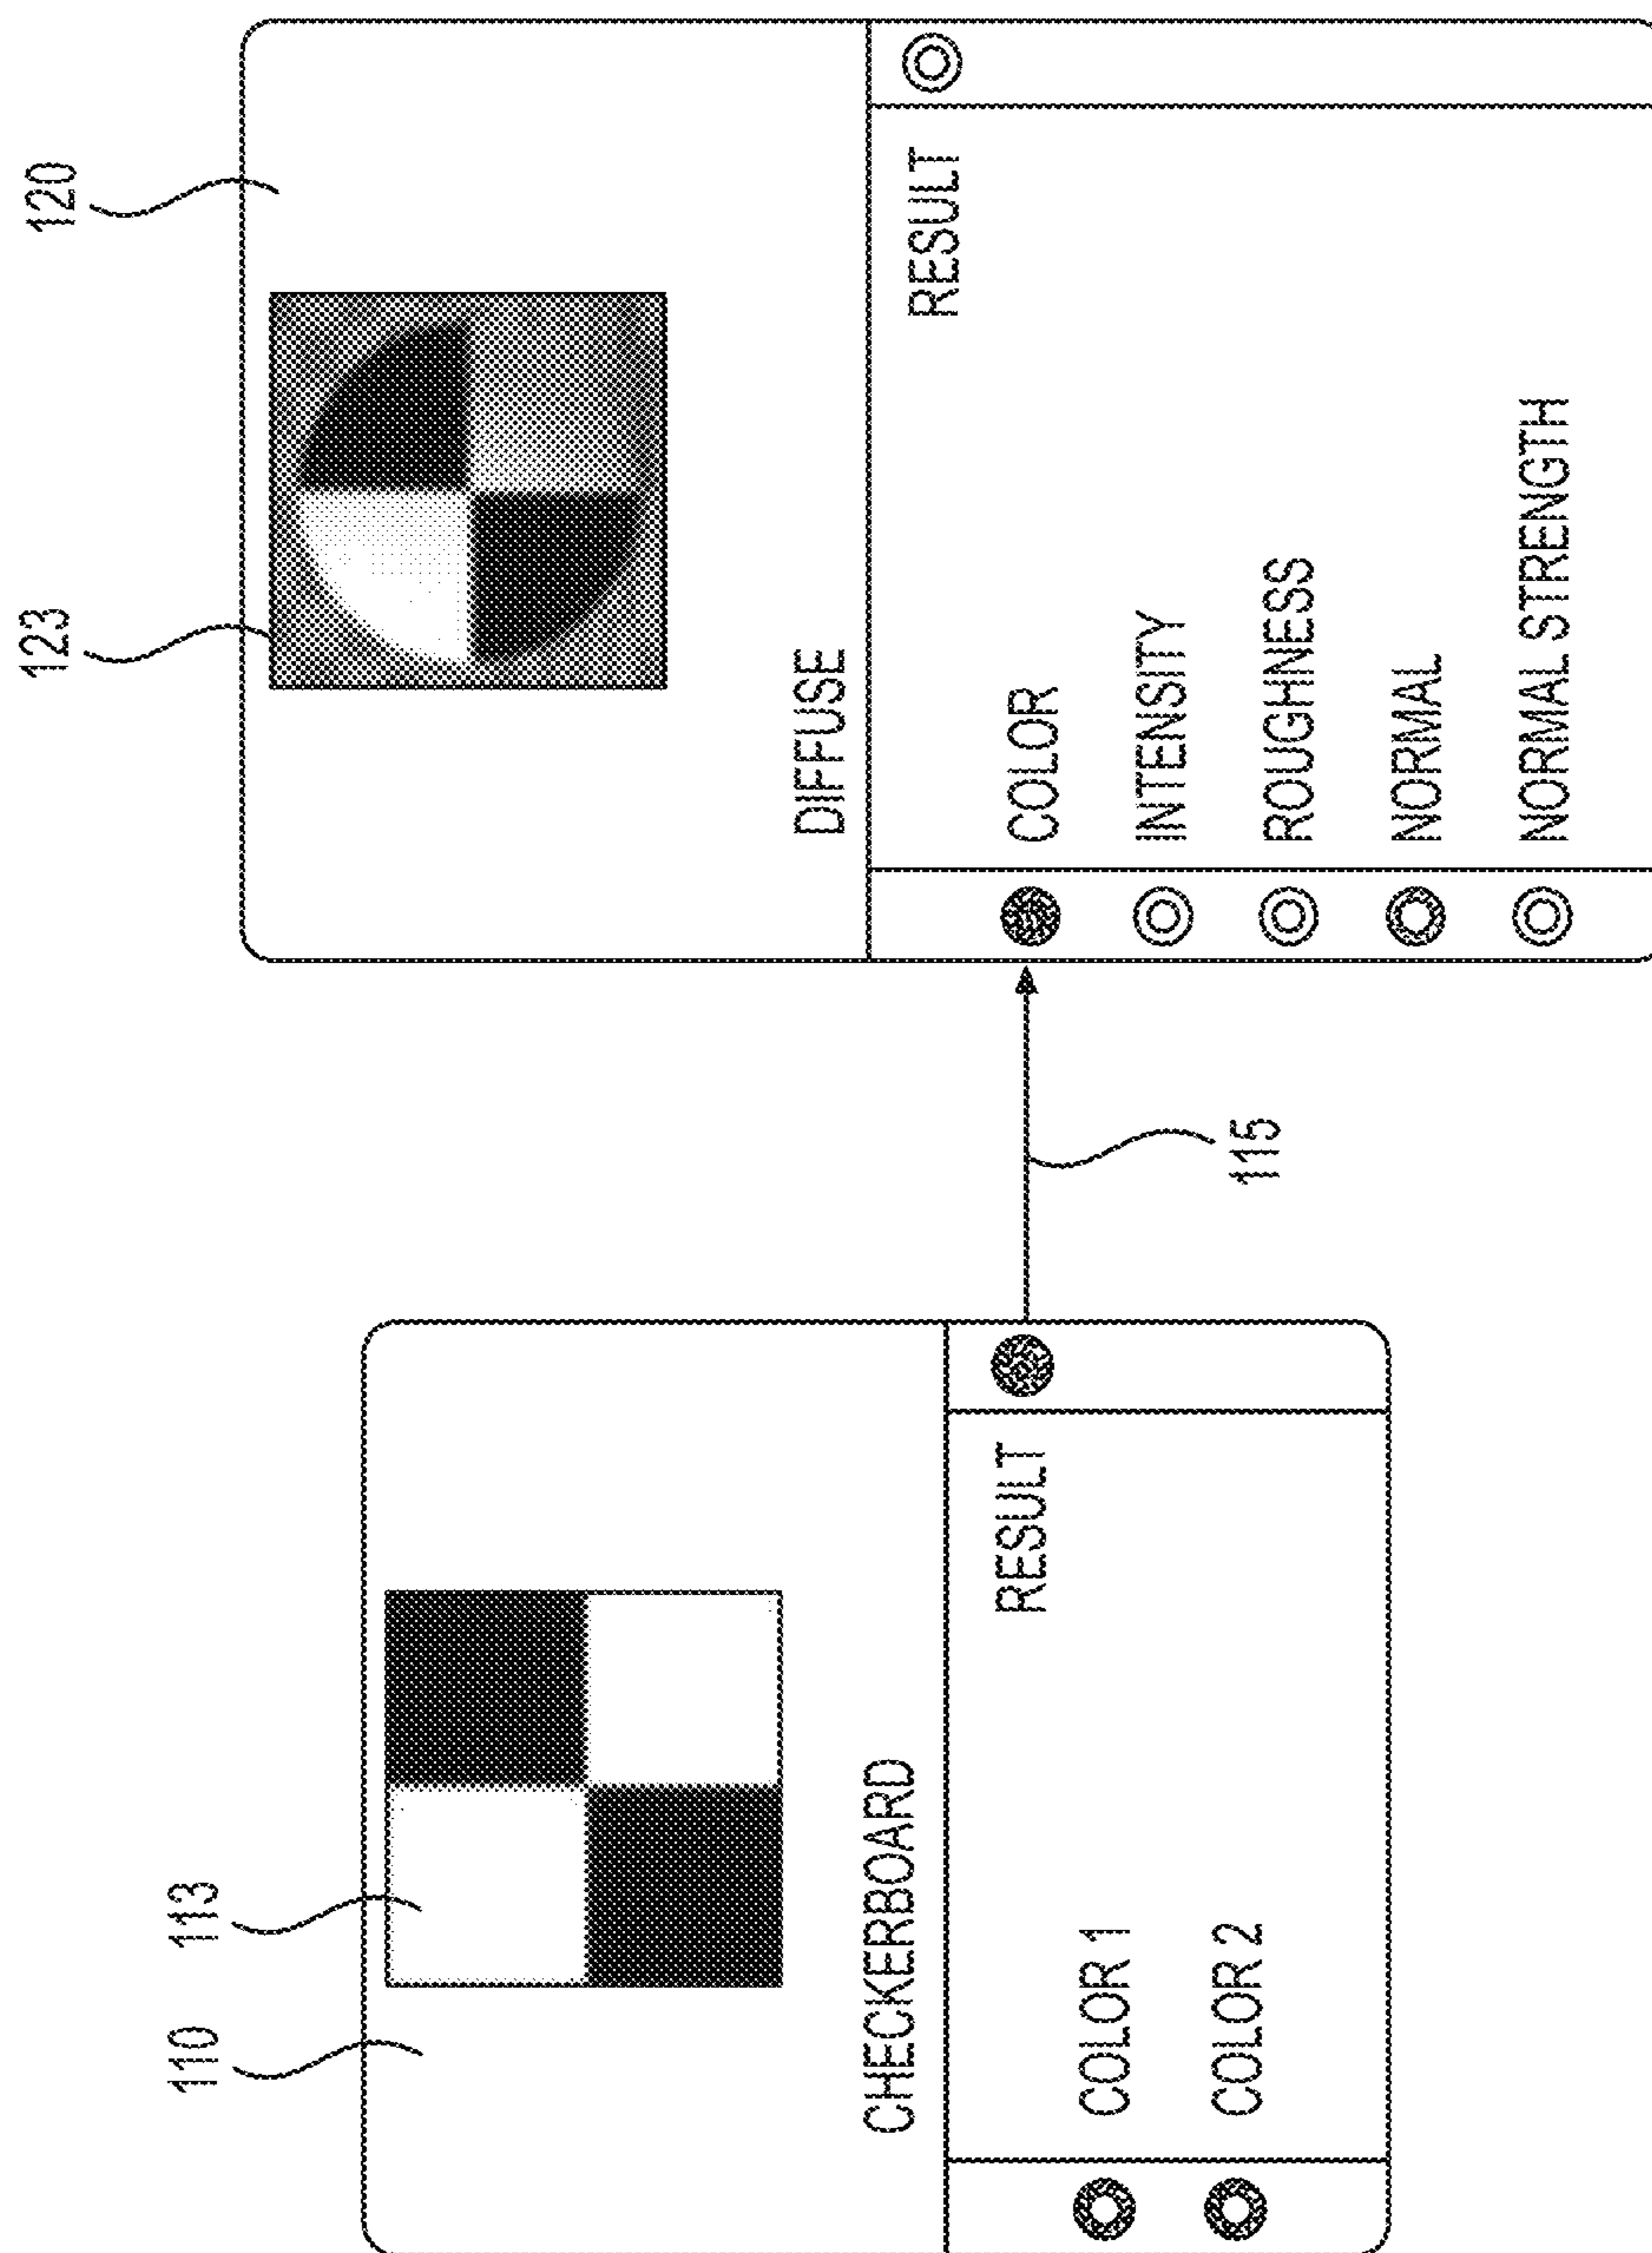 110
113
CHECKERBOARD
RESULT
COLOR 1
COLOR 2
115
123
120
DIFFUSE
RESULT
COLOR
INTENSITY
ROUGHNESS
NORMAL
NORMAL STRENGTH